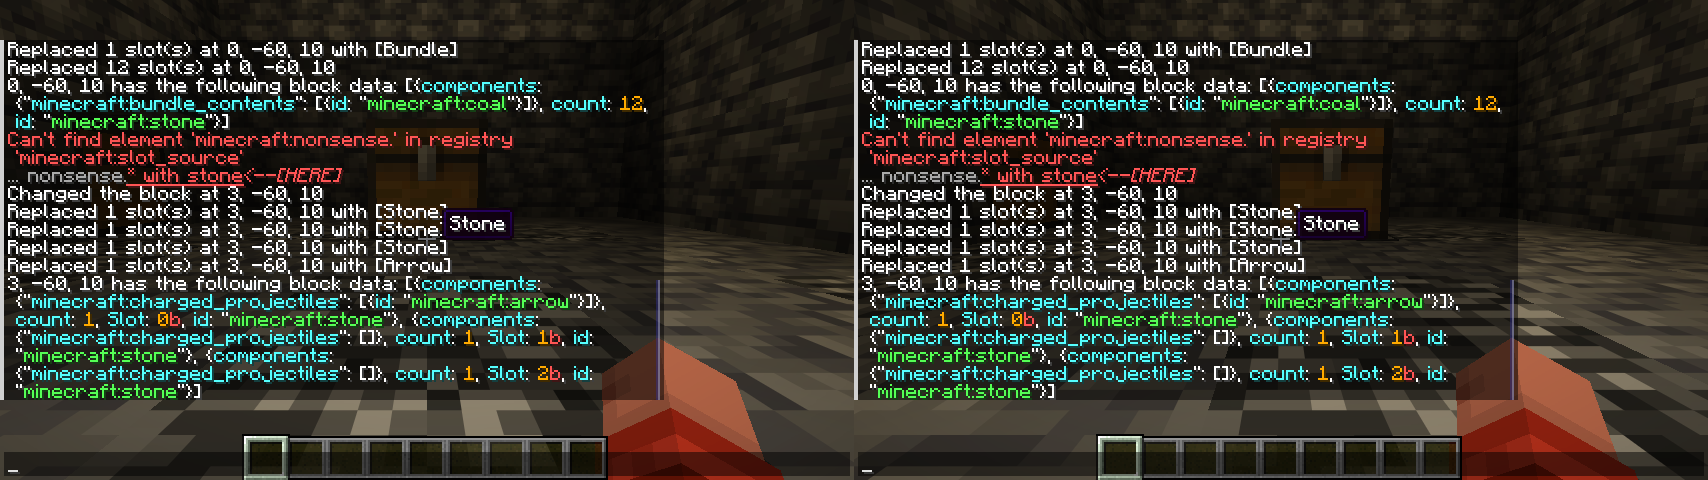 Replaced 1 slot(s) at 0, -60, 10 with [Bundle]
Replaced 12 slot(s) at 0, -60, 10
0, -60, 10 has the following block data: [{components:
{"minecraft:bundle_contents": [{id: "minecraft:coal"}]}, count: 12,
id: "minecraft:stone"}]
Can't find element 'minecraft:nonsense.' in registry
'minecraft:slot_source'
... nonsense.* with stone<--[HERE]
Changed the block at 3, -60, 10
Replaced 1 slot(s) at 3, -60, 10 with [Stone]
Stone
Replaced 1 slot(s) at 3, -60, 10 with [Stone]
Replaced 1 slot(s) at 3, -60, 10 with [Stone]
Replaced 1 slot(s) at 3, -60, 10 with [Arrow]
3, -60, 10 has the following block data: [{components:
{"minecraft:charged_projectiles": [{id: "minecraft:arrow"}]},
count: 1, Slot: 0b, id: "minecraft:stone"}, {components:
{"minecraft:charged_projectiles": []}, count: 1, Slot: 1b, id:
"minecraft:stone"}, {components:
{"minecraft:charged_projectiles": []}, count: 1, Slot: 2b, id:
"minecraft:stone"}]
_
Replaced 1 slot(s) at 0, -60, 10 with [Bundle]
Replaced 12 slot(s) at 0, -60, 10
0, -60, 10 has the following block data: [{components:
{"minecraft:bundle_contents": [{id: "minecraft:coal"}]}, count: 12,
id: "minecraft:stone"}]
Can't find element 'minecraft:nonsense.' in registry
'minecraft:slot_source'
... nonsense.* with stone<--[HERE]
Changed the block at 3, -60, 10
Replaced 1 slot(s) at 3, -60, 10 with [Stone]
Stone
Replaced 1 slot(s) at 3, -60, 10 with [Stone]
Replaced 1 slot(s) at 3, -60, 10 with [Stone]
Replaced 1 slot(s) at 3, -60, 10 with [Arrow]
3, -60, 10 has the following block data: [{components:
{"minecraft:charged_projectiles": [{id: "minecraft:arrow"}]},
count: 1, Slot: 0b, id: "minecraft:stone"}, {components:
{"minecraft:charged_projectiles": []}, count: 1, Slot: 1b, id:
"minecraft:stone"}, {components:
{"minecraft:charged_projectiles": []}, count: 1, Slot: 2b, id:
"minecraft:stone"}]
_